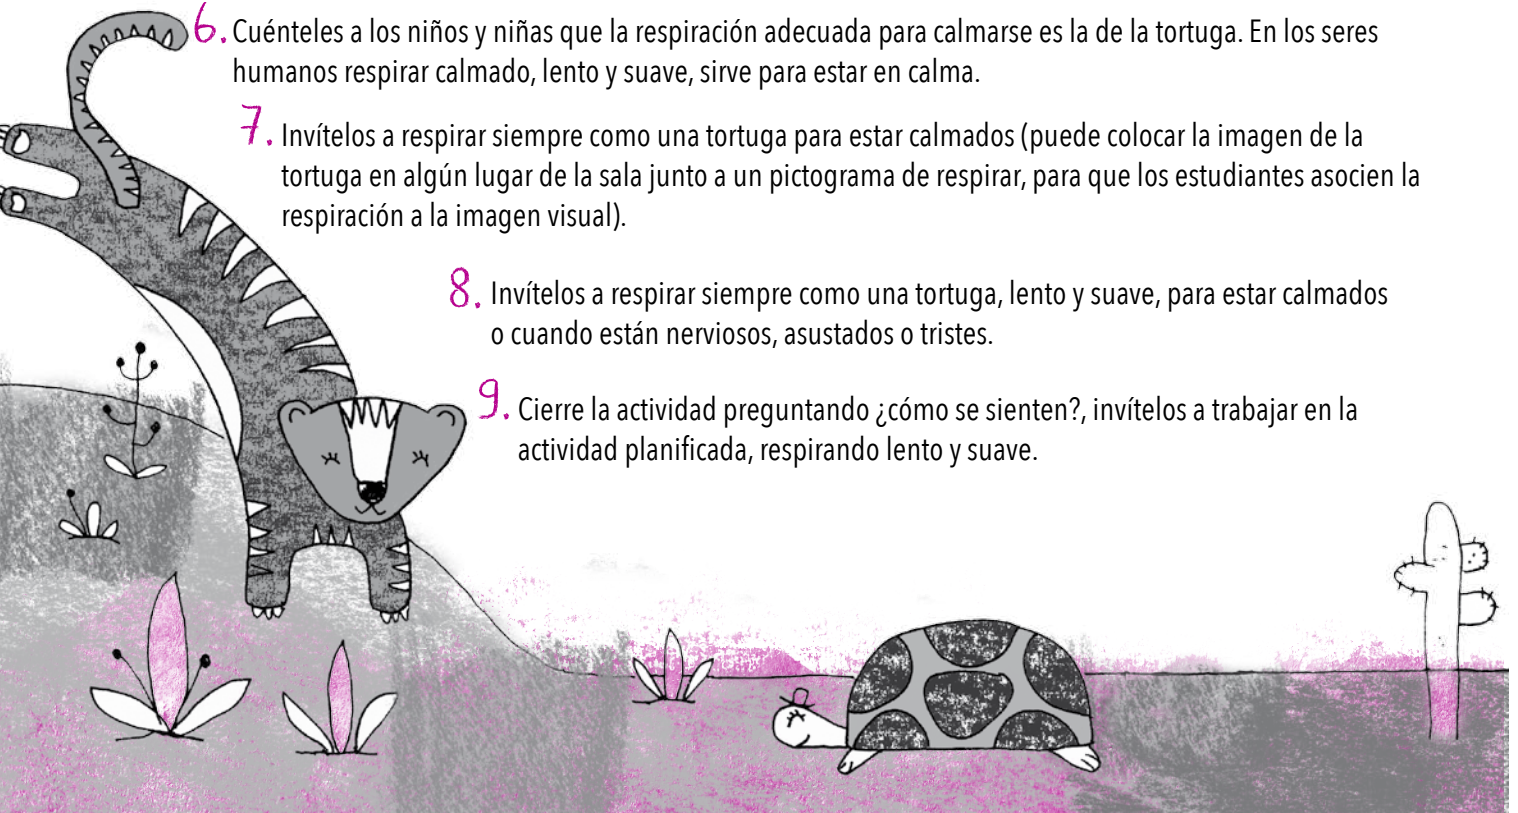 6. Cuénteles a los niños y niñas que la respiración adecuada para calmarse es la de la tortuga. En los seres
humanos respirar calmado, lento y suave, sirve para estar en calma.
7. Invítelos a respirar siempre como una tortuga para estar calmados (puede colocar la imagen de la
tortuga en algún lugar de la sala junto a un pictograma de respirar, para que los estudiantes asocien la
respiración a la imagen visual).
8. Invítelos a respirar siempre como una tortuga, lento y suave, para estar calmados
o cuando están nerviosos, asustados o tristes.
9. Cierre la actividad preguntando ¿cómo se sienten?, invítelos a trabajar en la
actividad planificada, respirando lento y suave.